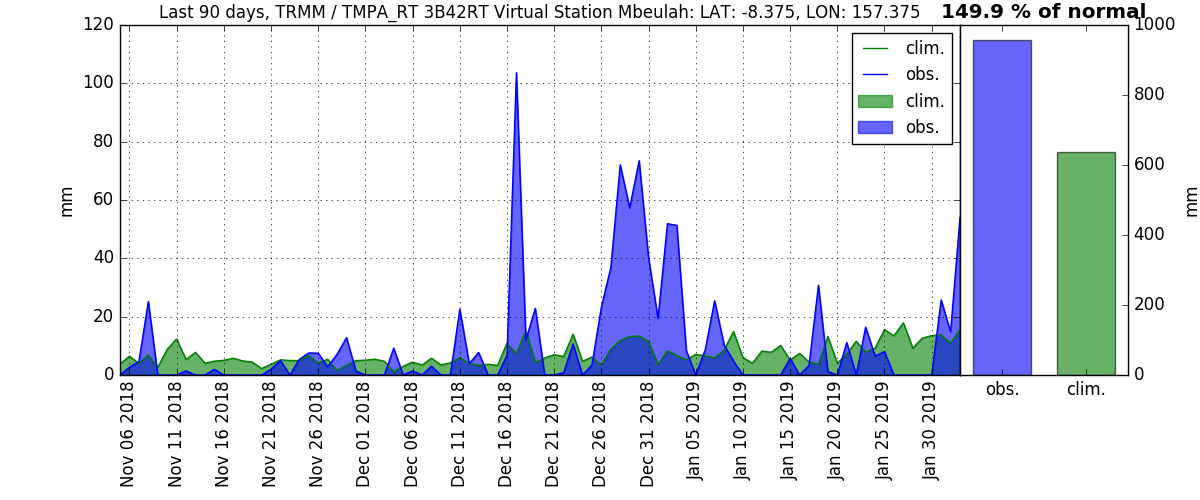 Last 90 days, TRMM / TMPA_RT 3B42RT Virtual Station Mbeulah: LAT: -8.375, LON: 157.375
149.9 % of normal
120
100
80
60
40
20
0
mm
clim.
obs.
clim.
obs.
1000
800
600
400
200
0
mm
obs.
clim.
Nov 06 2018
Nov 11 2018
Nov 16 2018
Nov 21 2018
Nov 26 2018
Dec 01 2018
Dec 06 2018
Dec 11 2018
Dec 16 2018
Dec 21 2018
Dec 26 2018
Dec 31 2018
Jan 05 2019
Jan 10 2019
Jan 15 2019
Jan 20 2019
Jan 25 2019
Jan 30 2019